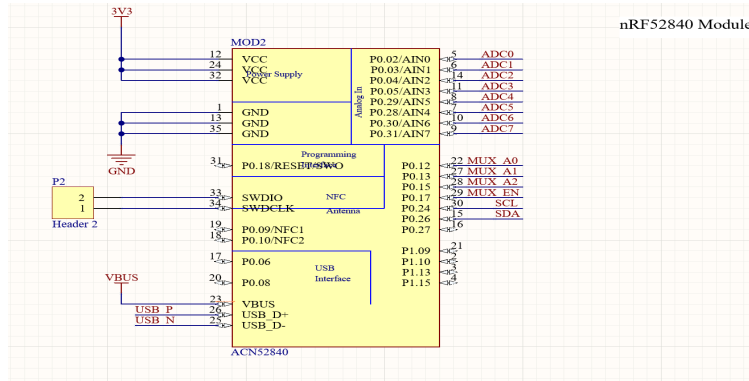 3V3
nRF52840 Module
MOD2
12 VCC P0.02/AIN0 5 ADC0
24 VCC P0.03/AIN1 6 ADC1
32 VCC P0.04/AIN2 14 ADC2
Power Supply
P0.05/AIN3 11 ADC3
Analog In
P0.29/AIN5 8 ADC4
1 GND P0.28/AIN4 7 ADC5
13 GND P0.30/AIN6 10 ADC6
35 GND P0.31/AIN7 9 ADC7
Programming
Interface
GND
31 P0.18/RESET/SWO P0.12 22 MUX_A0
P0.13 27 MUX_A1
P2
P0.15 28 MUX_A2
2 33 SWDIO NFC P0.17 29 MUX_EN
1 34 SWDCLK Antenna P0.24 30 SCL
P0.26 15 SDA
Header 2
19 P0.09/NFC1 P0.27 16
18 P0.10/NFC2
P1.09 21
17 P0.06 USB P1.10 2
Interface P1.13 3
VBUS
20 P0.08 P1.15 4
23 VBUS
USB_P 26 USB_D+
USB_N 25 USB_D-
ACN52840